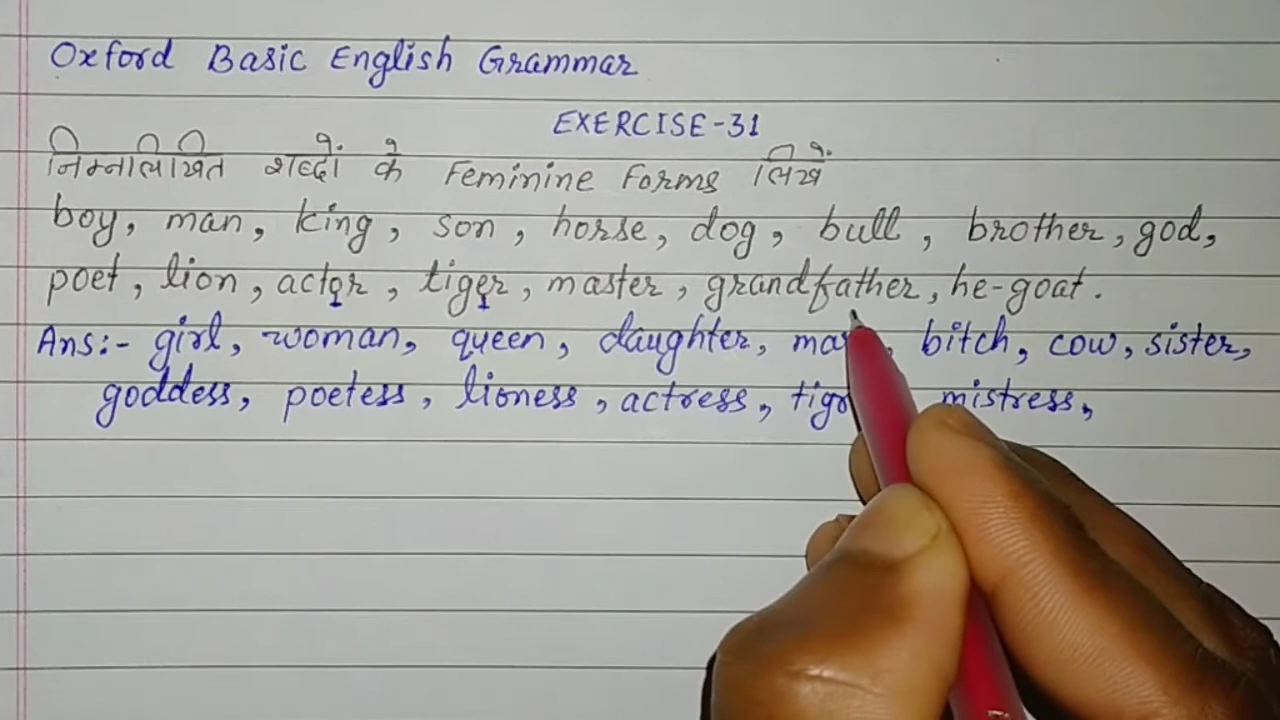 Oxford Basic English Grammar
EXERCISE-31
निम्नलिखित शब्दों के Feminine Forms लिखें
boy, man, king, son, horse, dog, bull, brother, god,
poet, lion, actor, tiger, master, grandfather, he-goat.
Ans:- girl, woman, queen, daughter, bitch, cow, sister,
goddess, poetess, lioness, actress, mistress,